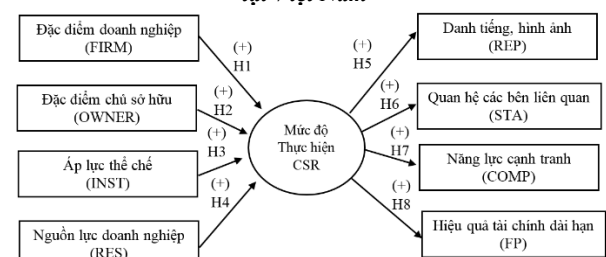 Đặc điểm doanh nghiệp
(FIRM)
(+)
H1
Đặc điểm chủ sở hữu
(OWNER)
(+)
H2
Áp lực thể chế
(INST)
(+)
H3
Nguồn lực doanh nghiệp
(RES)
(+)
H4
Mức độ
Thực hiện
CSR
(+)
H5
Danh tiếng, hình ảnh
(REP)
(+)
H6
Quan hệ các bên liên quan
(STA)
(+)
H7
Năng lực cạnh tranh
(COMP)
(+)
H8
Hiệu quả tài chính dài hạn
(FP)